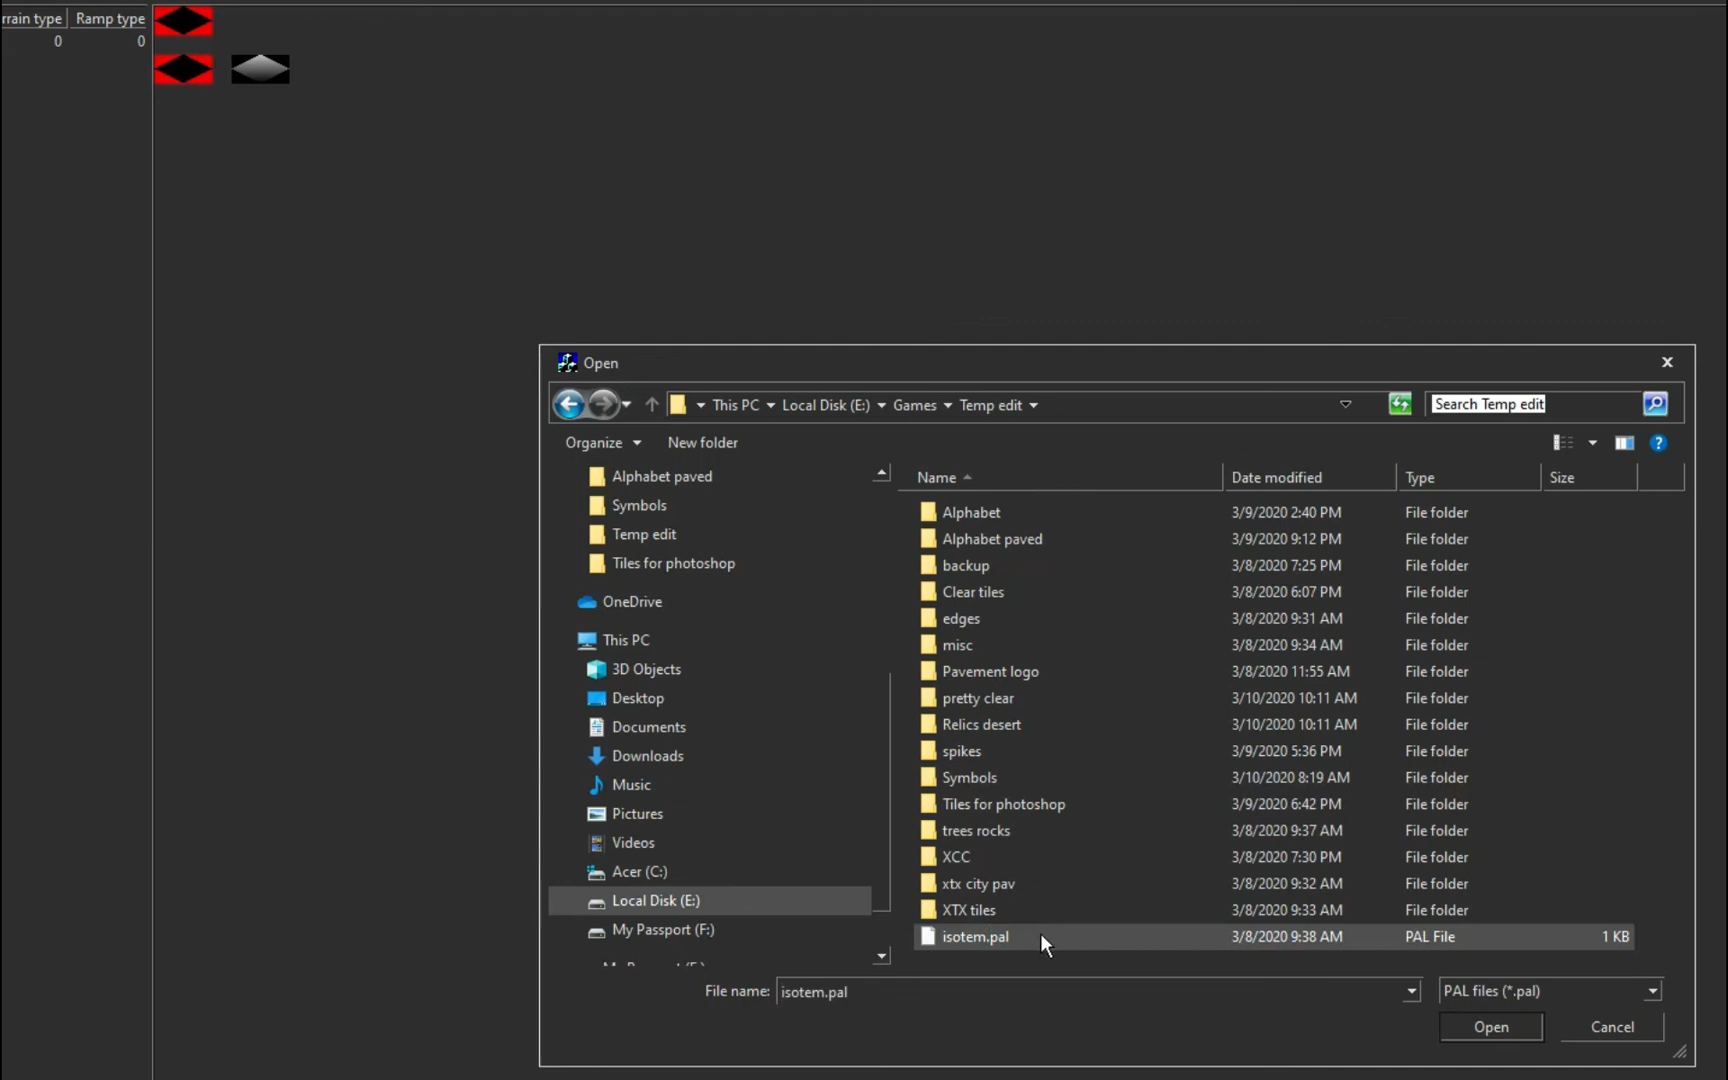 rrain type Ramp type
0 0
Open
This PC Local Disk (E:) Games Temp edit Search Temp edit
Organize New folder
Name Date modified Type Size
Alphabet paved
Symbols
Temp edit
Tiles for photoshop
OneDrive
This PC
3D Objects
Desktop
Documents
Downloads
Music
Pictures
Videos
Acer (C:)
Local Disk (E:)
My Passport (F:)
Alphabet 3/9/2020 2:40 PM File folder
Alphabet paved 3/9/2020 9:12 PM File folder
backup 3/8/2020 7:25 PM File folder
Clear tiles 3/8/2020 6:07 PM File folder
edges 3/8/2020 9:31 AM File folder
misc 3/8/2020 9:34 AM File folder
Pavement logo 3/8/2020 11:55 AM File folder
pretty clear 3/10/2020 10:11 AM File folder
Relics desert 3/10/2020 10:11 AM File folder
spikes 3/9/2020 5:36 PM File folder
Symbols 3/10/2020 8:19 AM File folder
Tiles for photoshop 3/9/2020 6:42 PM File folder
trees rocks 3/8/2020 9:37 AM File folder
XCC 3/8/2020 7:30 PM File folder
xtx city pav 3/8/2020 9:32 AM File folder
XTX tiles 3/8/2020 9:33 AM File folder
isotem.pal 3/8/2020 9:38 AM PAL File 1 KB
File name: isotem.pal PAL files (*.pal)
Open Cancel